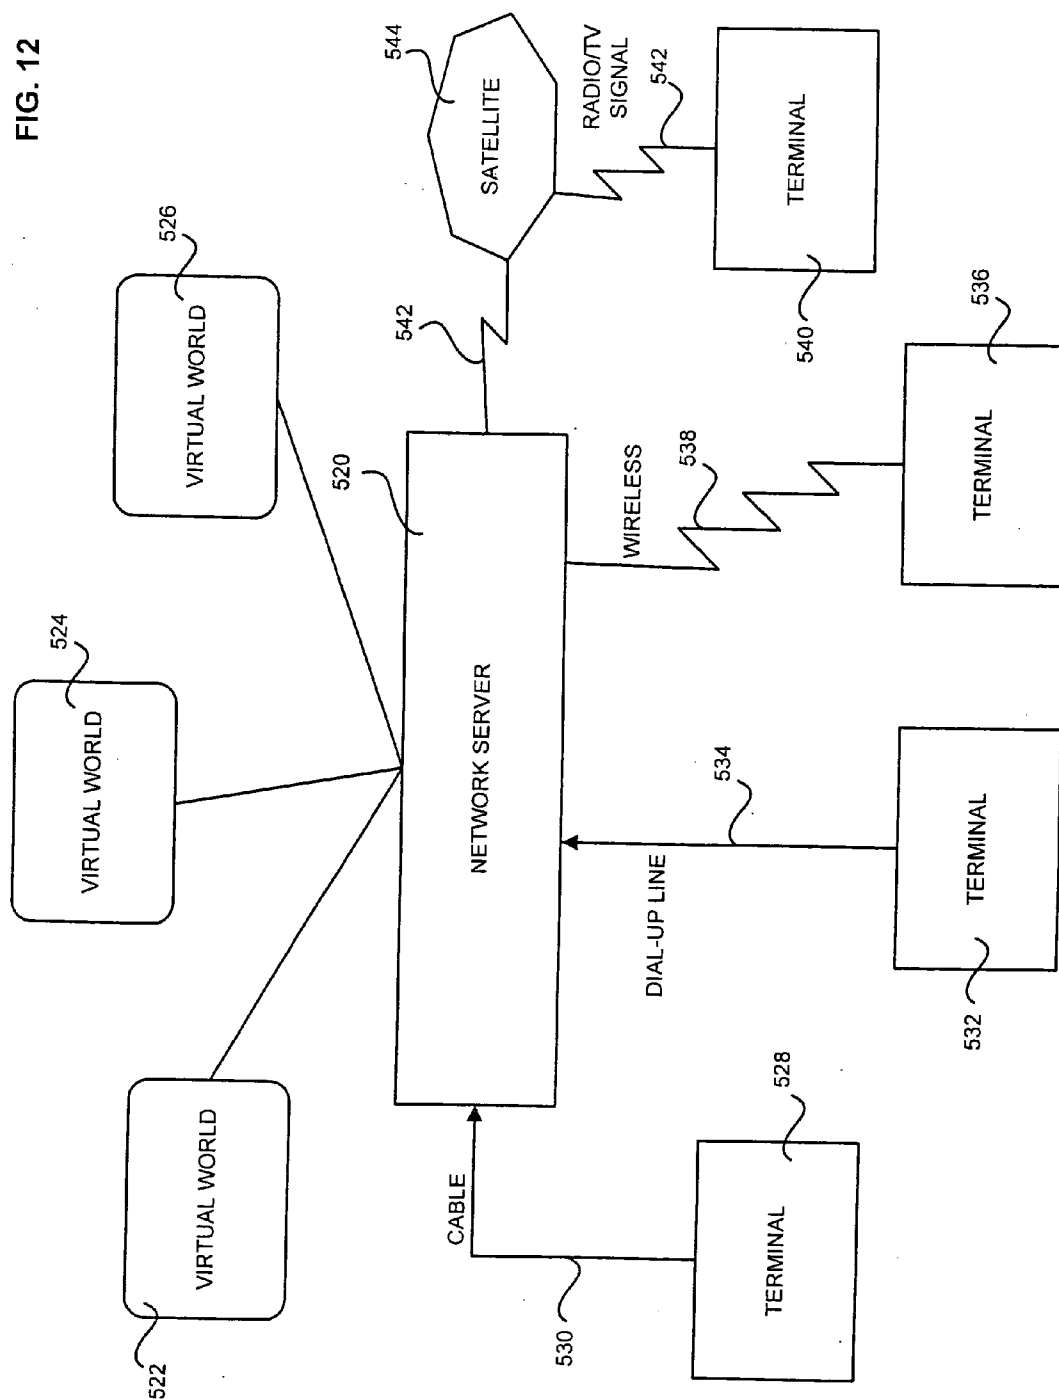 FIG. 12
VIRTUAL WORLD
522
VIRTUAL WORLD
524
VIRTUAL WORLD
526
NETWORK SERVER
520
542
SATELLITE
544
CABLE
530
DIAL-UP LINE
534
WIRELESS
538
RADIO/TV
SIGNAL
542
TERMINAL
528
TERMINAL
532
TERMINAL
536
TERMINAL
540